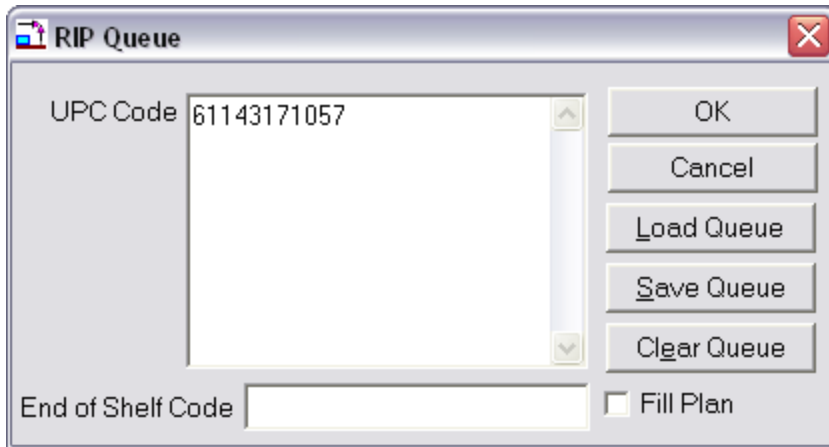 RIP Queue
UPC Code
61143171057
OK
Cancel
Load Queue
Save Queue
Clear Queue
End of Shelf Code
Fill Plan